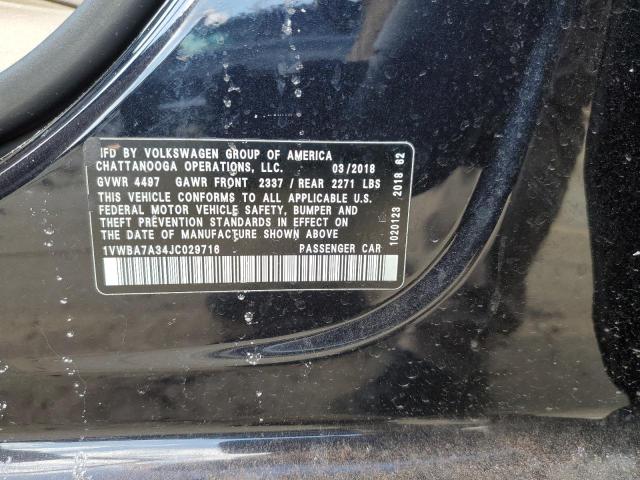 MFD BY VOLKSWAGEN GROUP OF AMERICA
CHATTANOOGA OPERATIONS, LLC. 03/2018
GVWR 4497 GAWR FRONT 2337 / REAR 2271 LBS
THIS VEHICLE CONFORMS TO ALL APPLICABLE U.S.
FEDERAL MOTOR VEHICLE SAFETY, BUMPER AND
THEFT PREVENTION STANDARDS IN EFFECT ON
THE DATE OF MANUFACTURE SHOWN ABOVE
1VWBA7A34JC029716 PASSENGER CAR
1020123 2018 62